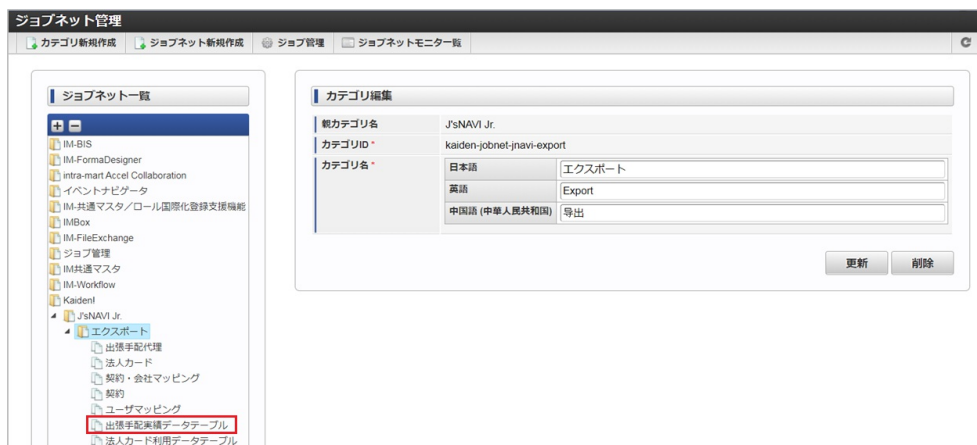 ジョブネット管理
カテゴリ新規作成 ジョブネット新規作成 ジョブ管理 ジョブネットモニタ一覧
ジョブネット一覧
IM-BIS
IM-FormaDesigner
intra-mart Accel Collaboration
イベントナビゲータ
IM-共通マスタ／ロール国際化登録支援機能
IMBox
IM-FileExchange
ジョブ管理
IM共通マスタ
IM-Workflow
Kaiden!
J'sNAVI Jr.
エクスポート
出張手配代理
法人カード
契約・会社マッピング
契約
ユーザマッピング
出張手配実績データテーブル
法人カード利用データテーブル
カテゴリ編集
親カテゴリ名 J'sNAVI Jr.
カテゴリID * kaiden-jobnet-jnavi-export
カテゴリ名 * 日本語 エクスポート
英語 Export
中国語 (中華人民共和国) 导出
更新 削除